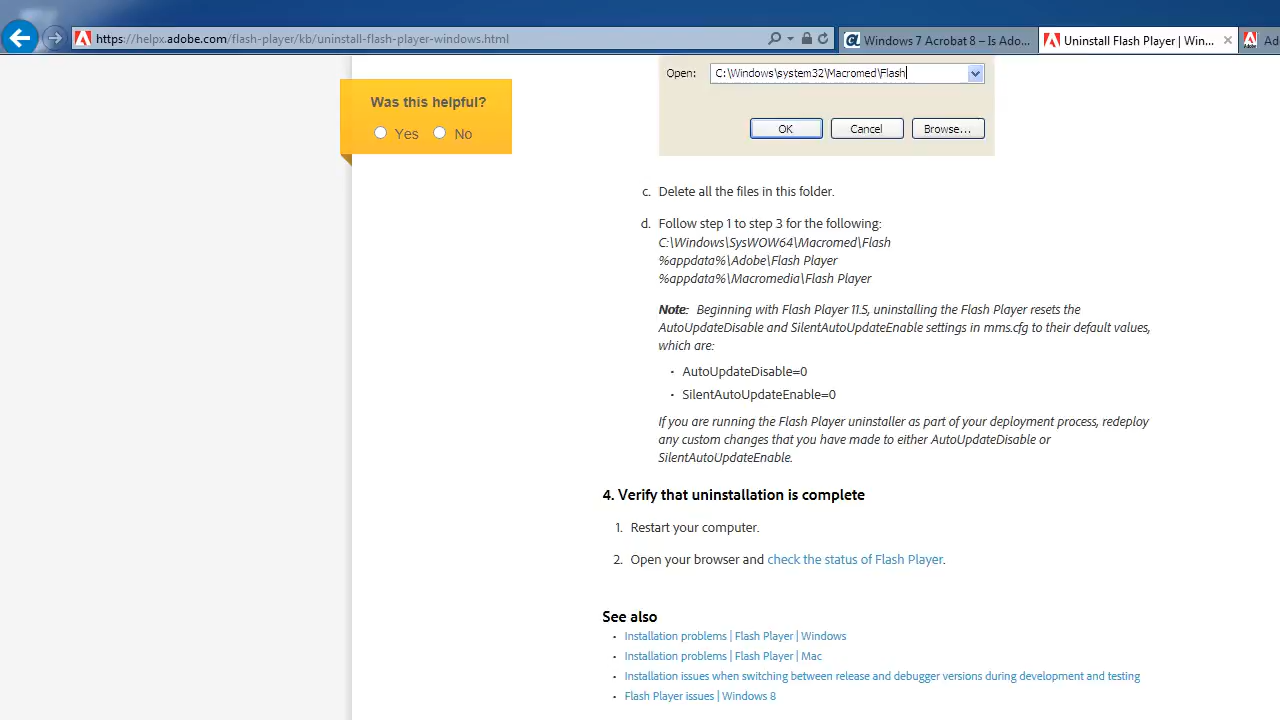 https://helpx.adobe.com/flash-player/kb/uninstall-flash-player-windows.html
Windows 7 Acrobat 8 – Is Ado...
Uninstall Flash Player | Win...
Ad
Open:
C:\Windows\system32\Macromed\Flash
Was this helpful?
Yes
No
OK
Cancel
Browse...
c. Delete all the files in this folder.
d. Follow step 1 to step 3 for the following:
C:\Windows\SysWOW64\Macromed\Flash
%appdata%\Adobe\Flash Player
%appdata%\Macromedia\Flash Player
Note: Beginning with Flash Player 11.5, uninstalling the Flash Player resets the
AutoUpdateDisable and SilentAutoUpdateEnable settings in mms.cfg to their default values,
which are:
• AutoUpdateDisable=0
• SilentAutoUpdateEnable=0
If you are running the Flash Player uninstaller as part of your deployment process, redeploy
any custom changes that you have made to either AutoUpdateDisable or
SilentAutoUpdateEnable.
4. Verify that uninstallation is complete
1. Restart your computer.
2. Open your browser and check the status of Flash Player.
See also
• Installation problems | Flash Player | Windows
• Installation problems | Flash Player | Mac
• Installation issues when switching between release and debugger versions during development and testing
• Flash Player issues | Windows 8